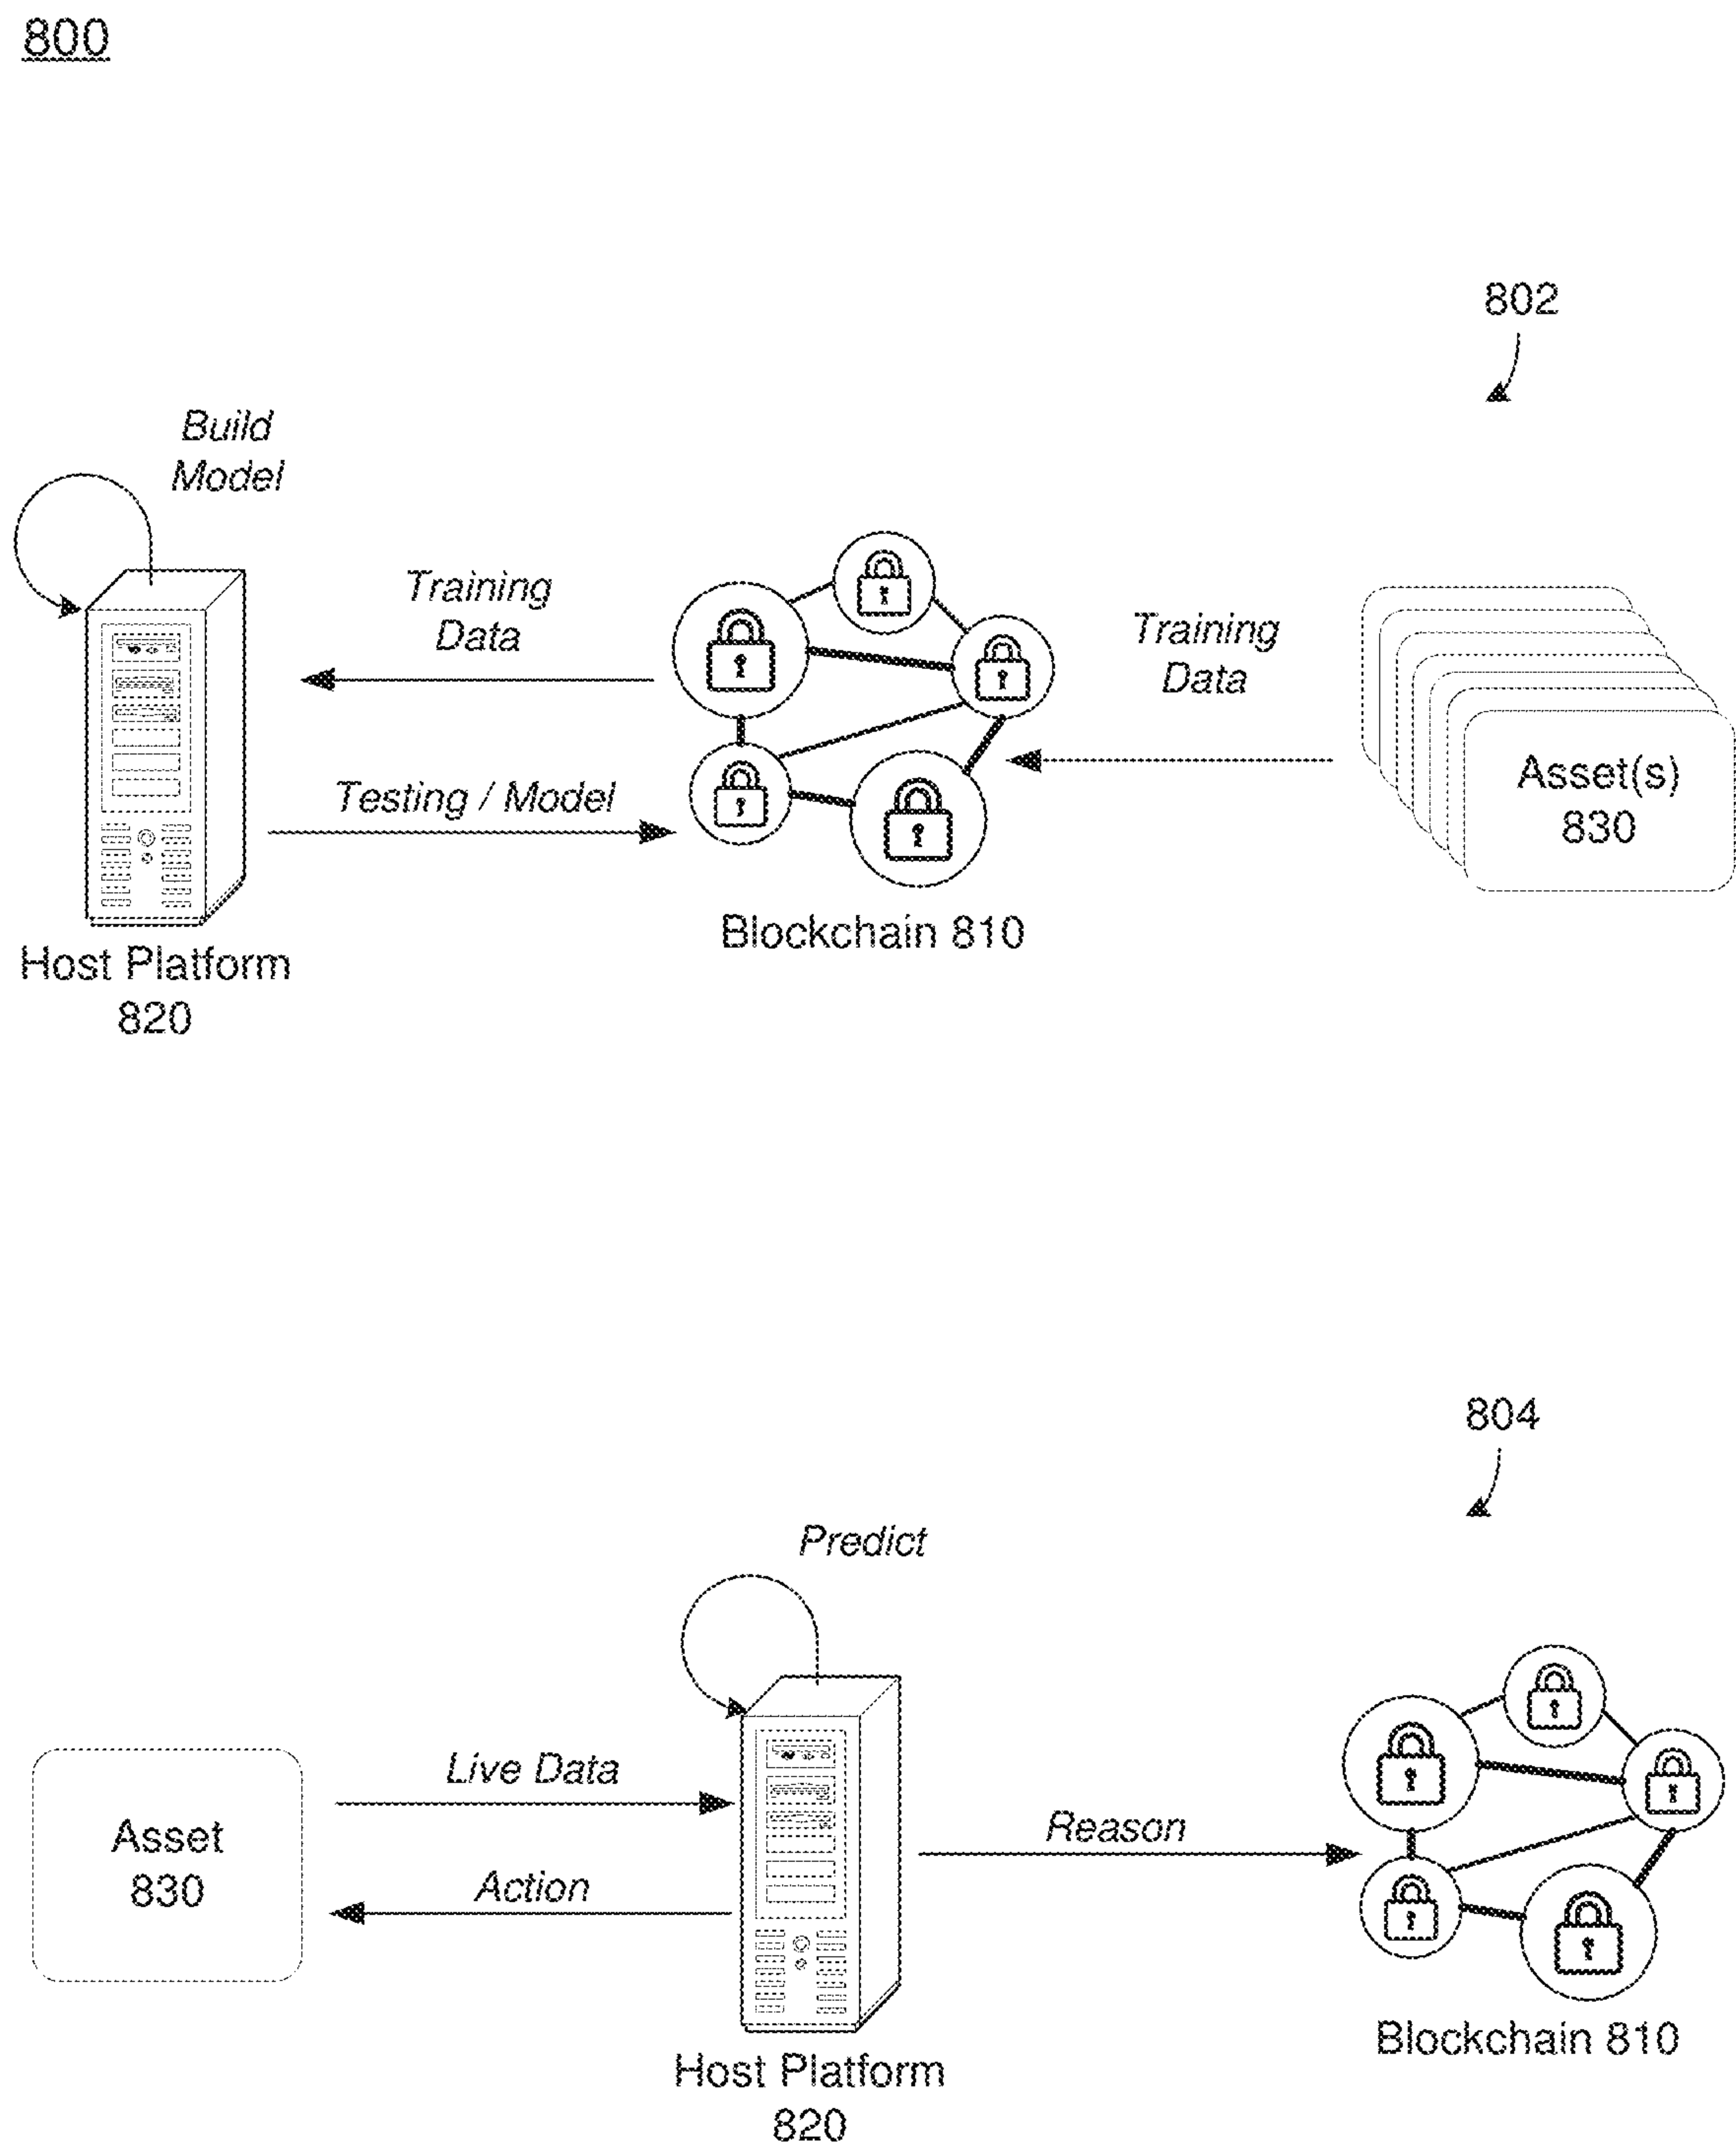 800
802
Build
Model
Training
Data
Training
Data
Testing / Model
Asset(s)
830
Blockchain 810
Host Platform
820
804
Predict
Live Data
Asset
830
Action
Reason
Blockchain 810
Host Platform
820